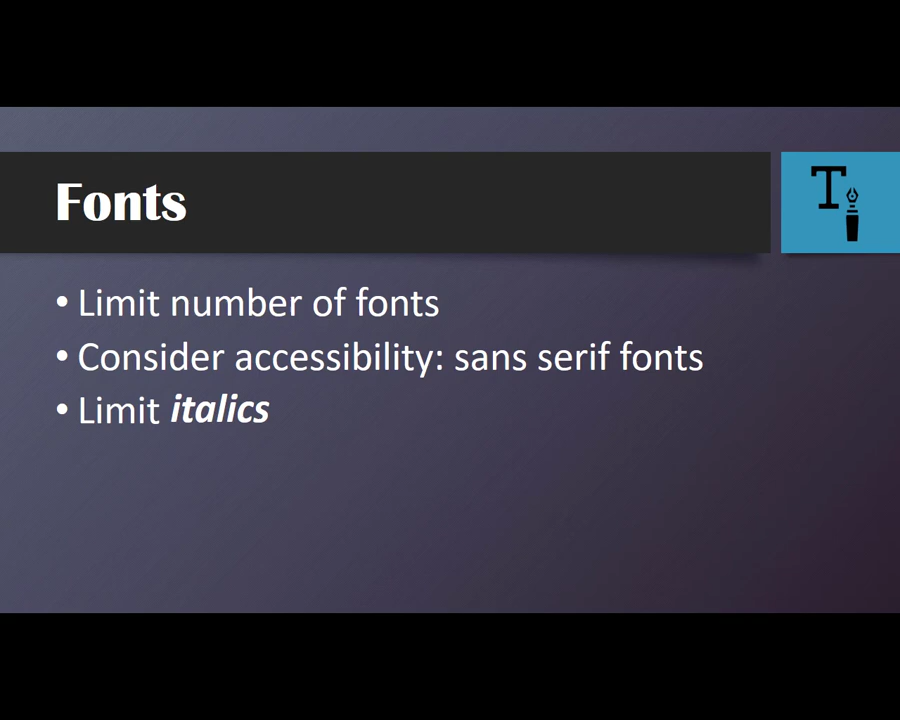 Fonts
• Limit number of fonts
• Consider accessibility: sans serif fonts
• Limit italics